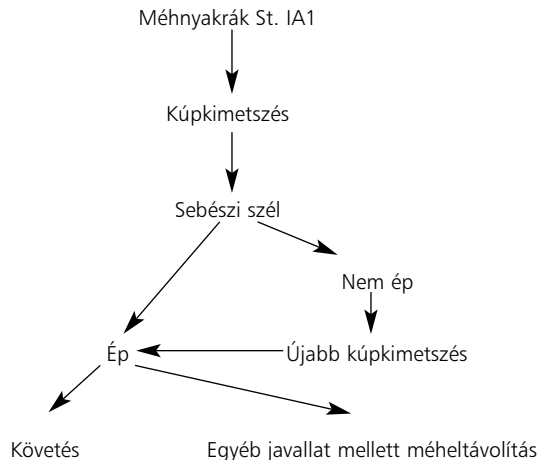 Méhnyakrák St. IA1
Kúpkimetszés
Sebészi szél
Nem ép
Ép
Újabb kúpkimetszés
Követés
Egyéb javallat mellett méheltávolítás